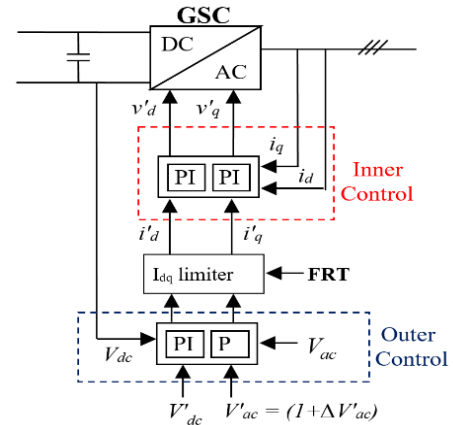 GSC
DC
AC
v'd v'q
iq
PI PI
id
Inner
Control
i'd i'q
Idq limiter
FRT
PI P
Vdc
Vac
Outer
Control
V'dc V'ac = (1+ΔV'ac)